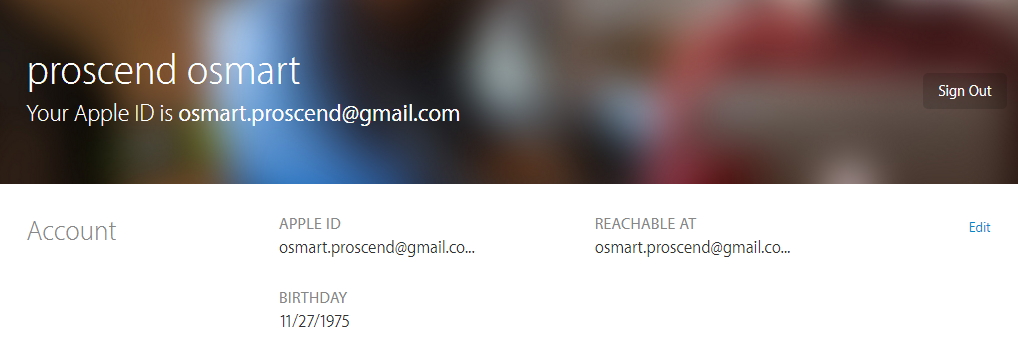 proscend osmart
Your Apple ID is osmart.proscend@gmail.com
Sign Out
Account
APPLE ID
osmart.proscend@gmail.co...
REACHABLE AT
osmart.proscend@gmail.co...
Edit
BIRTHDAY
11/27/1975